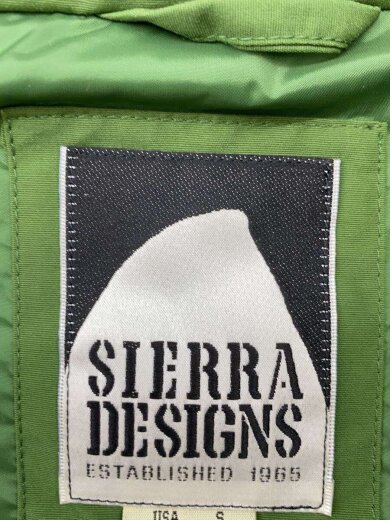 SIERRA
DESIGNS
ESTABLISHED 1965
USA S